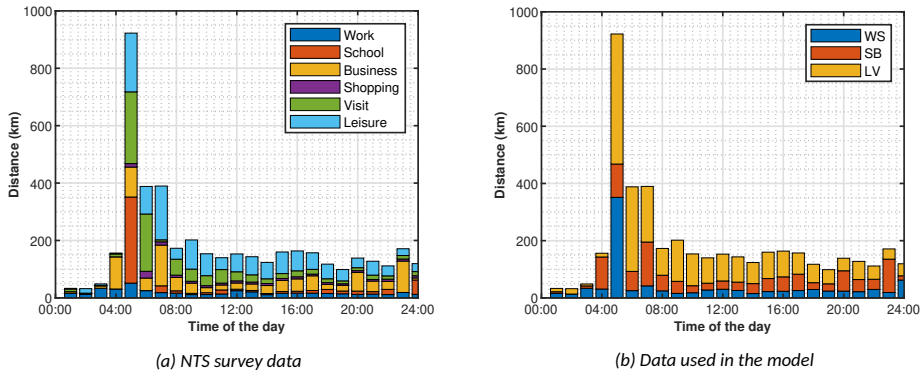 1000
800
600
400
200
0
Distance (km)
00:00 04:00 08:00 12:00 16:00 20:00 24:00
Time of the day
Work
School
Business
Shopping
Visit
Leisure
(a) NTS survey data
1000
800
600
400
200
0
Distance (km)
00:00 04:00 08:00 12:00 16:00 20:00 24:00
Time of the day
WS
SB
LV
(b) Data used in the model